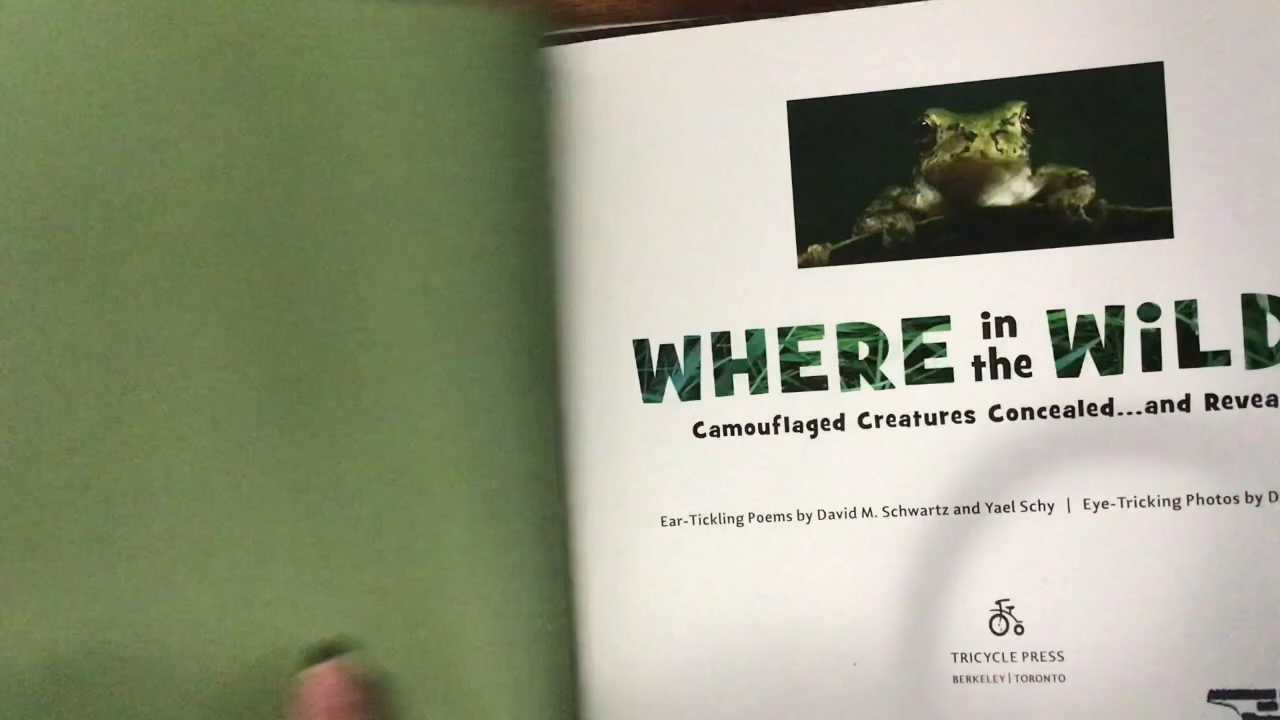 WHERE in the WiLD
Camouflaged Creatures Concealed...and
Ear-Tickling Poems by David M. Schwartz and Yael Schy | Eye-Tricking Photos by
TRICYCLE PRESS
BERKELEY | TORONTO